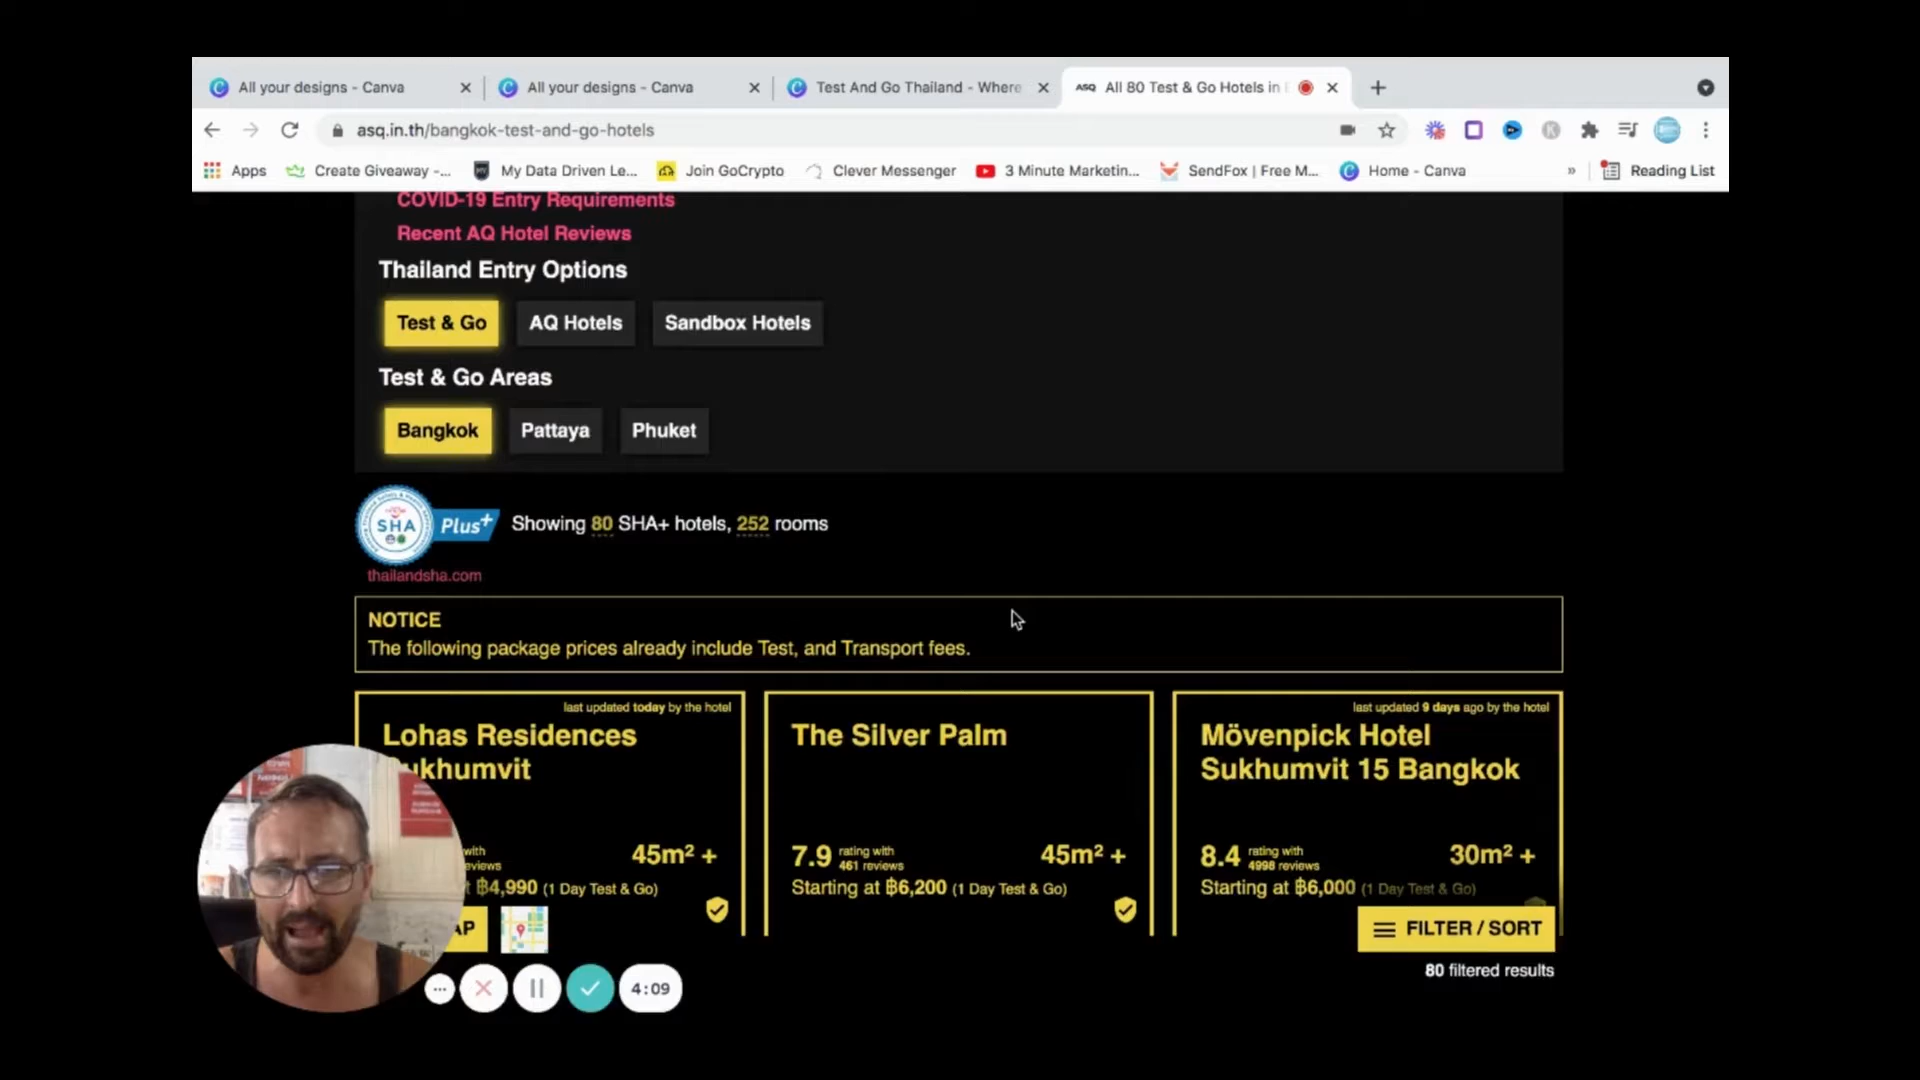 All your designs - Canva
All your designs - Canva
Test And Go Thailand - Where
ASQ All 80 Test & Go Hotels in
asq.in.th/bangkok-test-and-go-hotels
Apps
Create Giveaway -...
My Data Driven Le...
Join GoCrypto
Clever Messenger
3 Minute Marketin...
SendFox | Free M...
Home - Canva
»
Reading List
COVID-19 Entry Requirements
Recent AQ Hotel Reviews
Thailand Entry Options
Test & Go
AQ Hotels
Sandbox Hotels
Test & Go Areas
Bangkok
Pattaya
Phuket
SHA Plus+
Showing 80 SHA+ hotels, 252 rooms
thailandsha.com
NOTICE
The following package prices already include Test, and Transport fees.
last updated today by the hotel
Lohas Residences
ukhumvit
with
eviews
45m² +
t ฿4,990 (1 Day Test & Go)
AP
The Silver Palm
7.9 rating with
461 reviews
45m² +
Starting at ฿6,200 (1 Day Test & Go)
last updated 9 days ago by the hotel
Mövenpick Hotel
Sukhumvit 15 Bangkok
8.4 rating with
4998 reviews
30m² +
Starting at ฿6,000 (1 Day Test & Go)
FILTER / SORT
80 filtered results
4:09